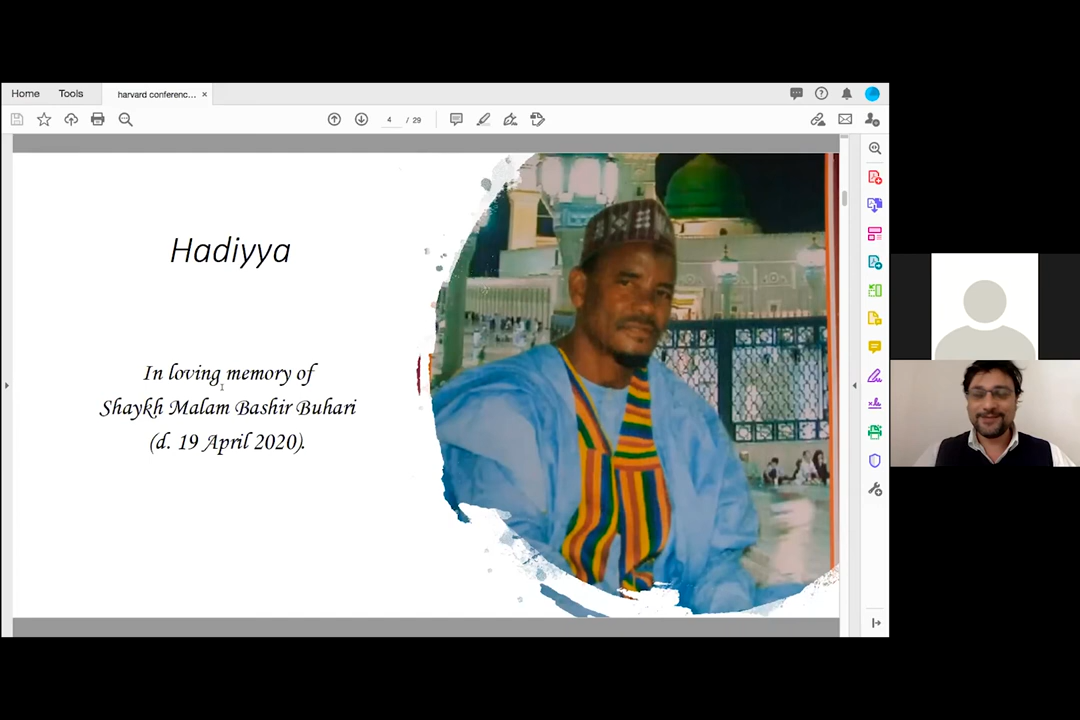 Home
Tools
harvard conferenc...
4
/ 29
Hadiyya
In loving memory of
Shaykh Malam Bashir Buhari
(d. 19 April 2020).